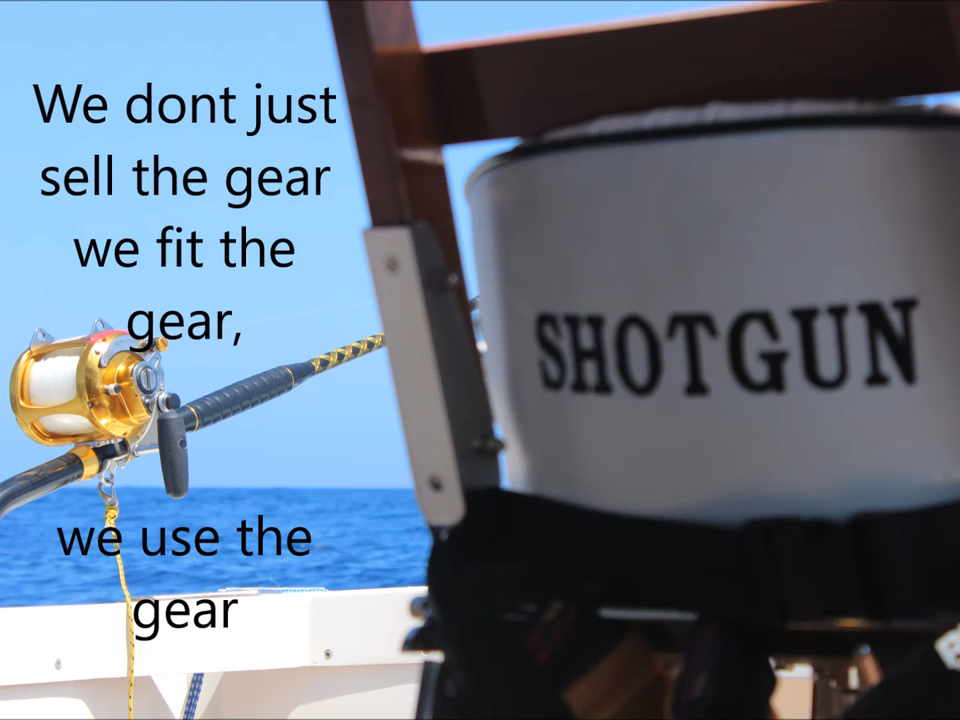 We dont just
sell the gear
we fit the
gear,
we use the
gear
SHOTGUN